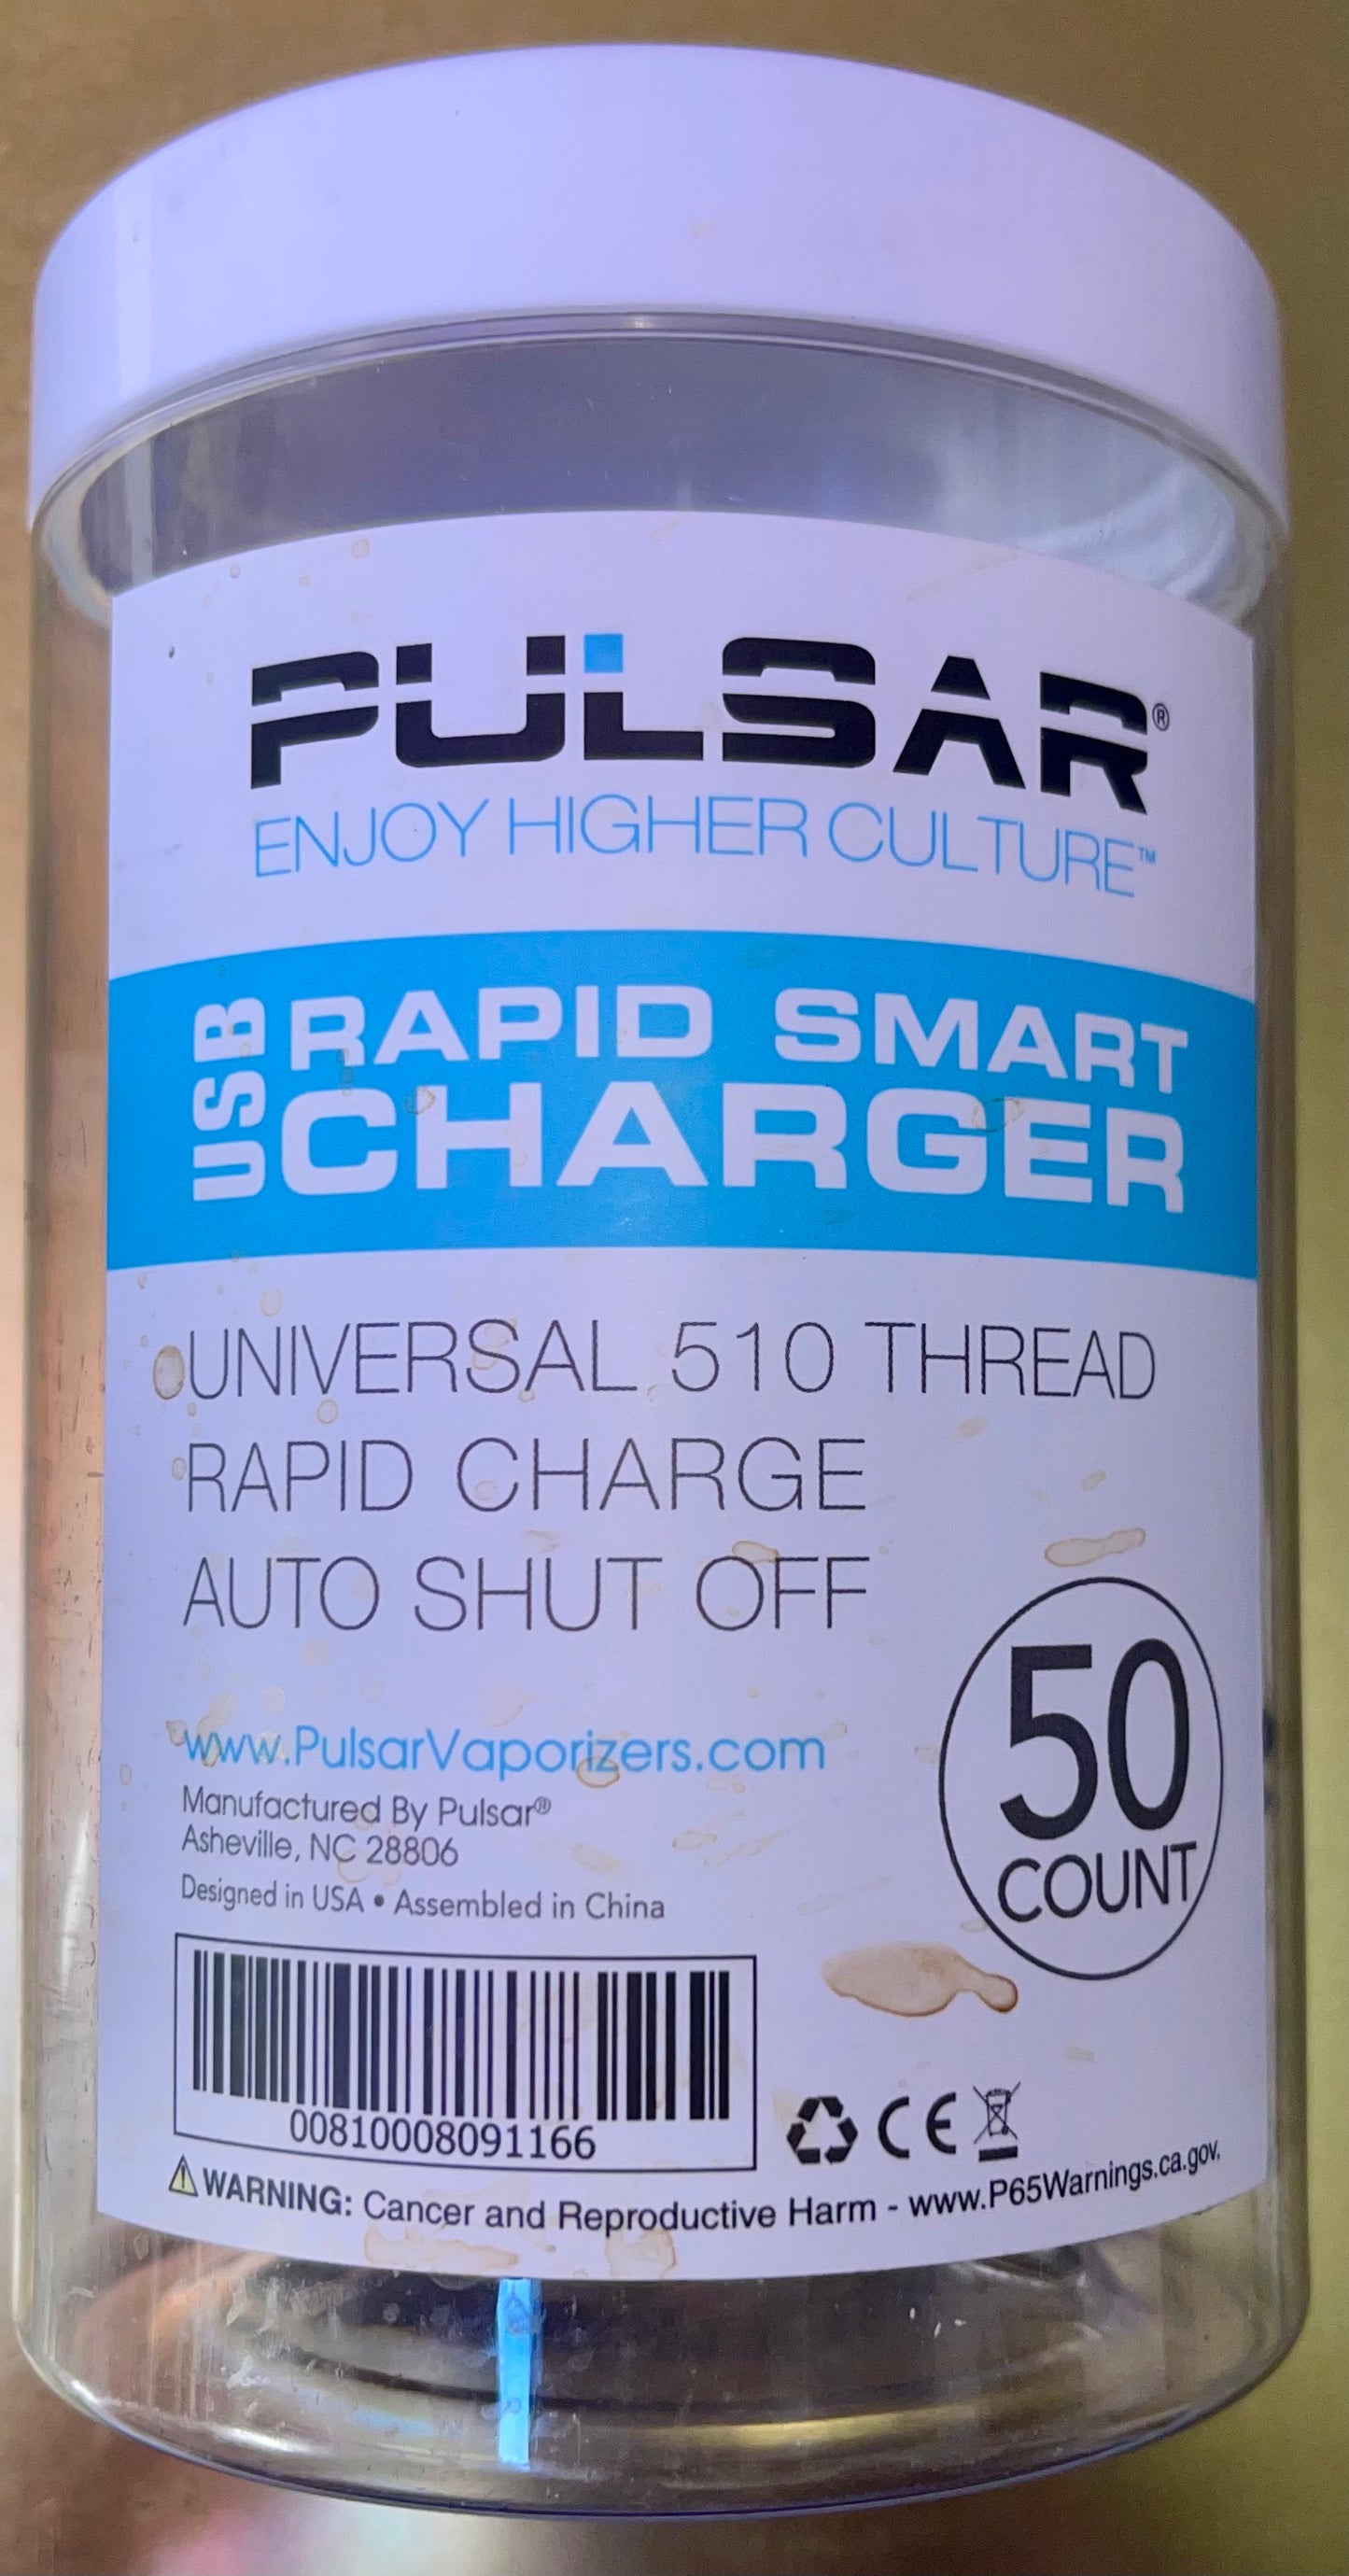 PULSAR®
ENJOY HIGHER CULTURE™
USB
RAPID SMART
CHARGER
UNIVERSAL 510 THREAD
RAPID CHARGE
AUTO SHUT OFF
50
COUNT
www.PulsarVaporizers.com
Manufactured By Pulsar®
Asheville, NC 28806
Designed in USA • Assembled in China
00810008091166
CE
WARNING: Cancer and Reproductive Harm - www.P65Warnings.ca.gov.